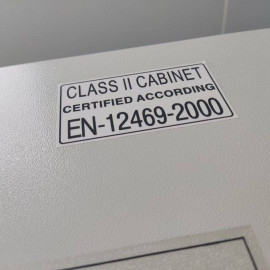 CLASS II CABINET
CERTIFIED ACCORDING
EN-12469-2000